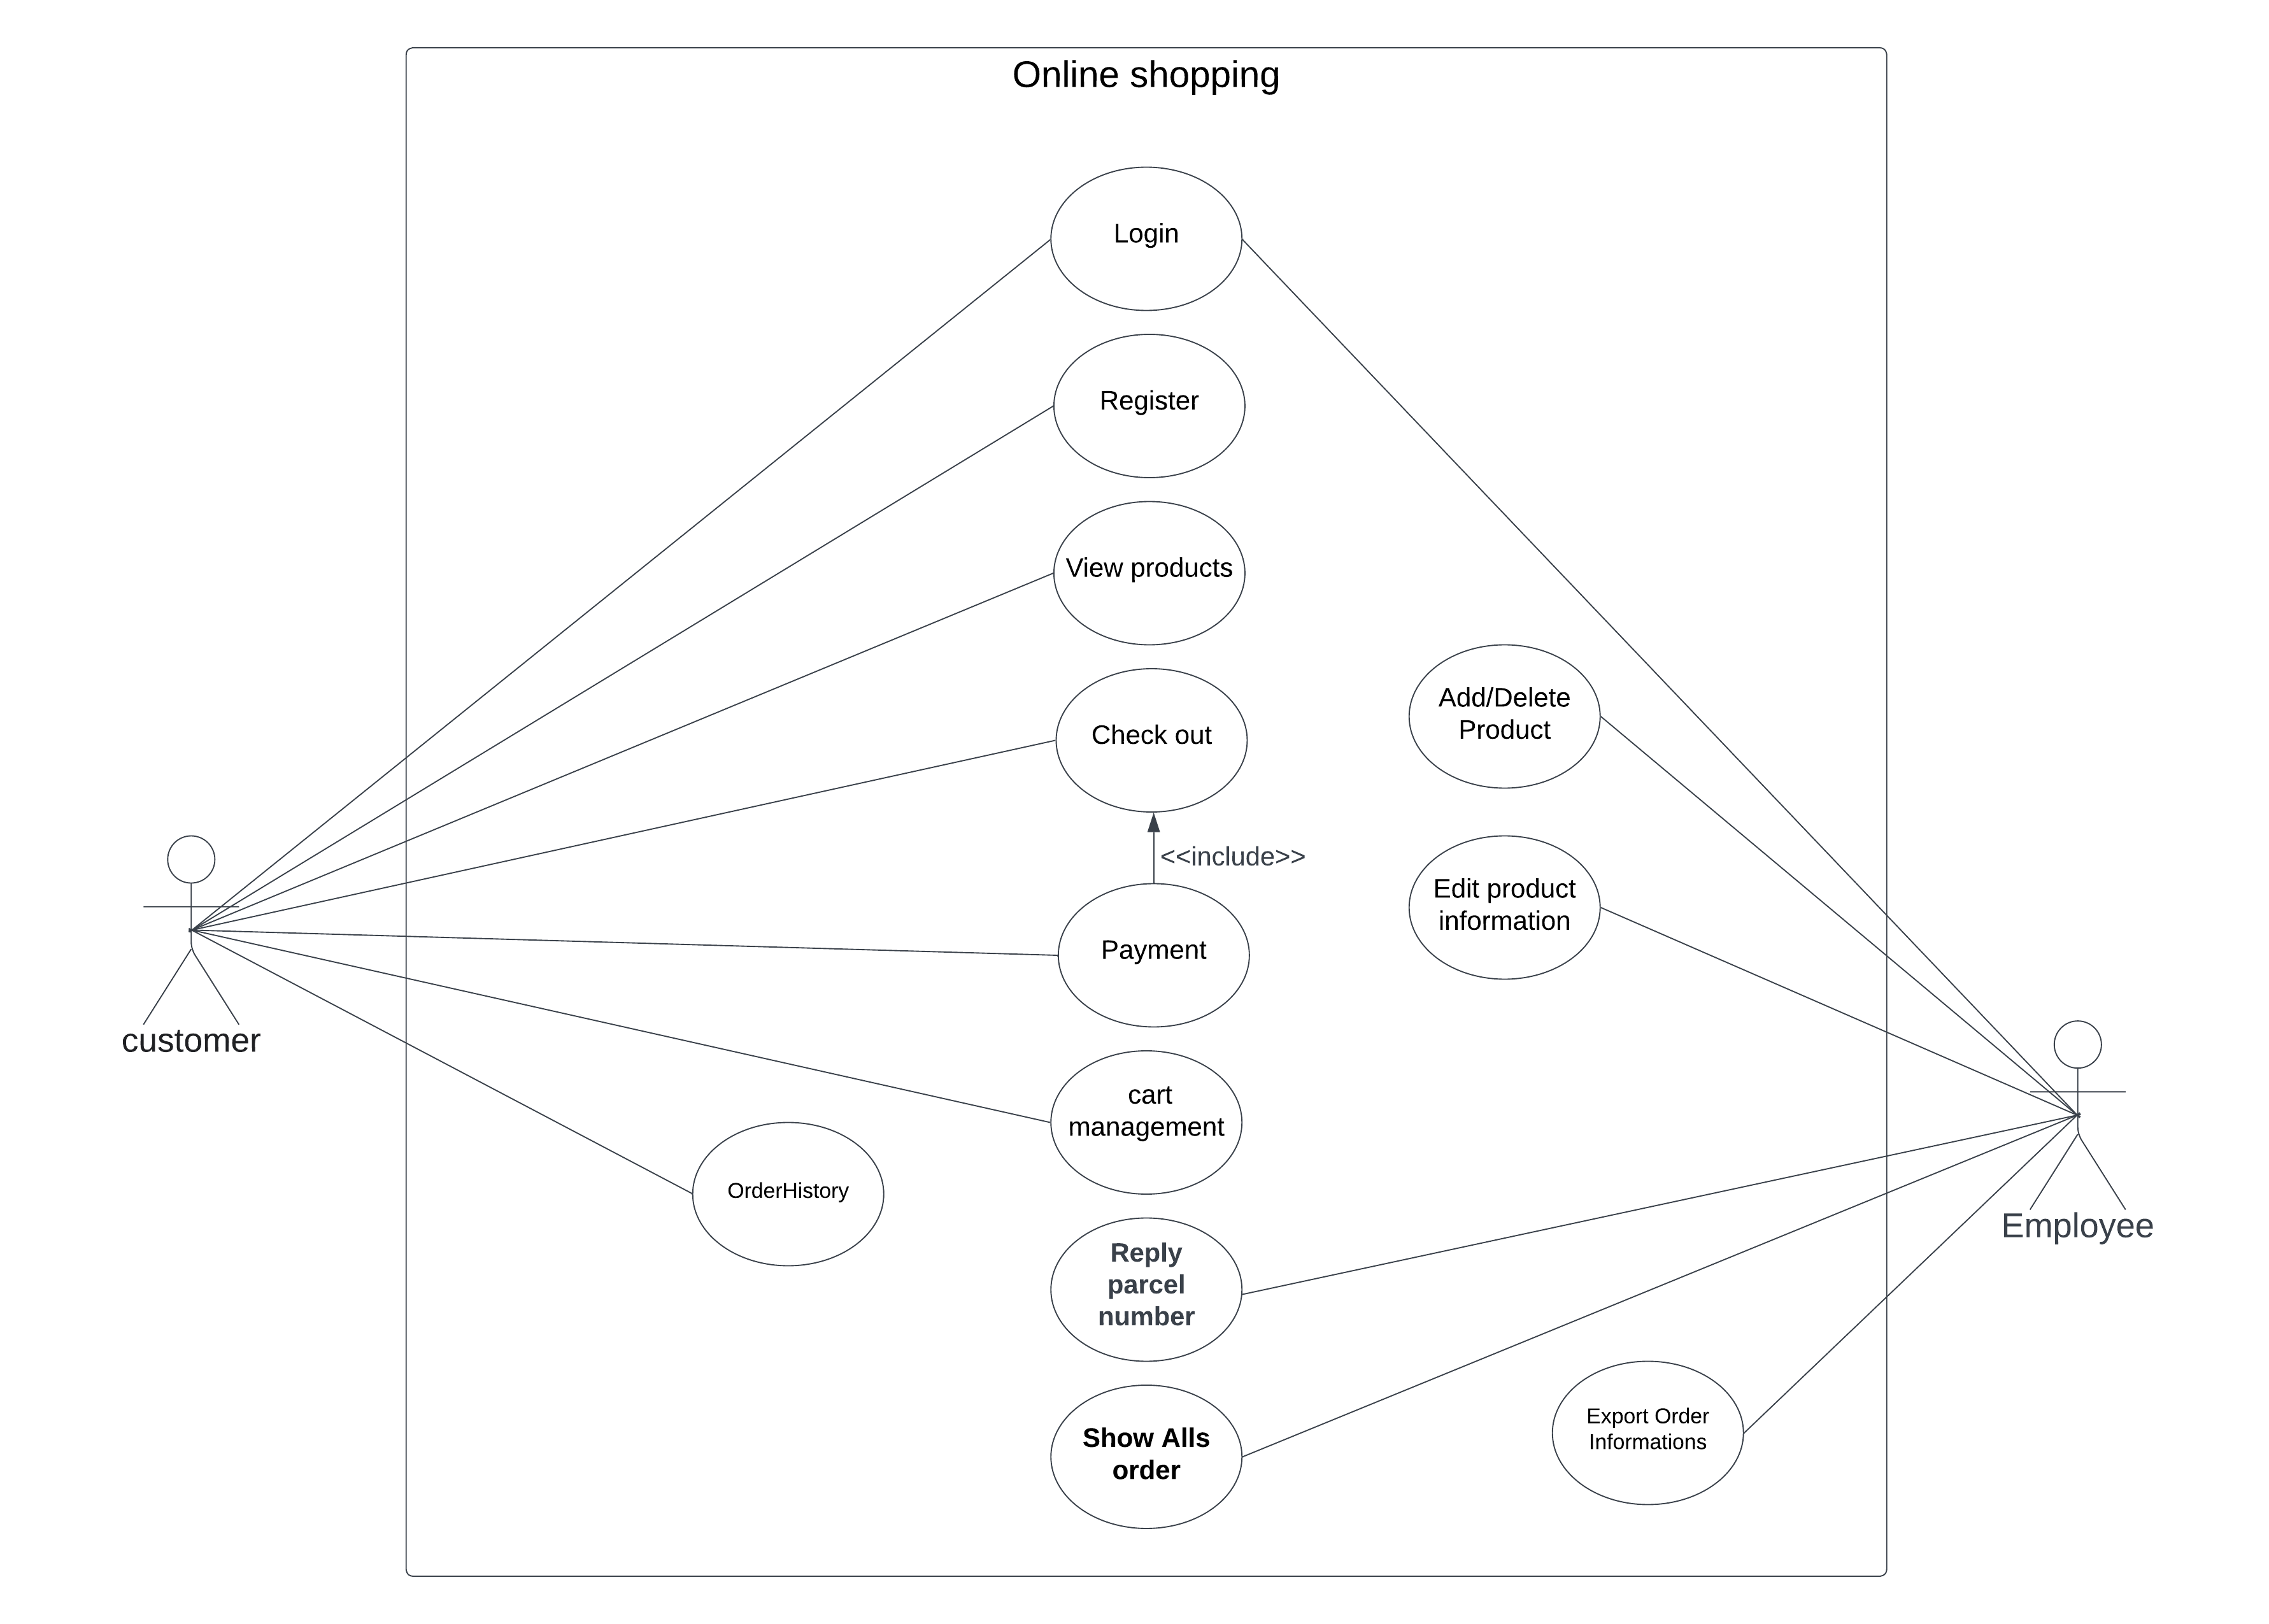 Online shopping
Login
Register
View products
Check out
Add/Delete
Product
<<include>>
Edit product
information
Payment
customer
cart
management
OrderHistory
Employee
Reply
parcel
number
Export Order
Informations
Show Alls
order